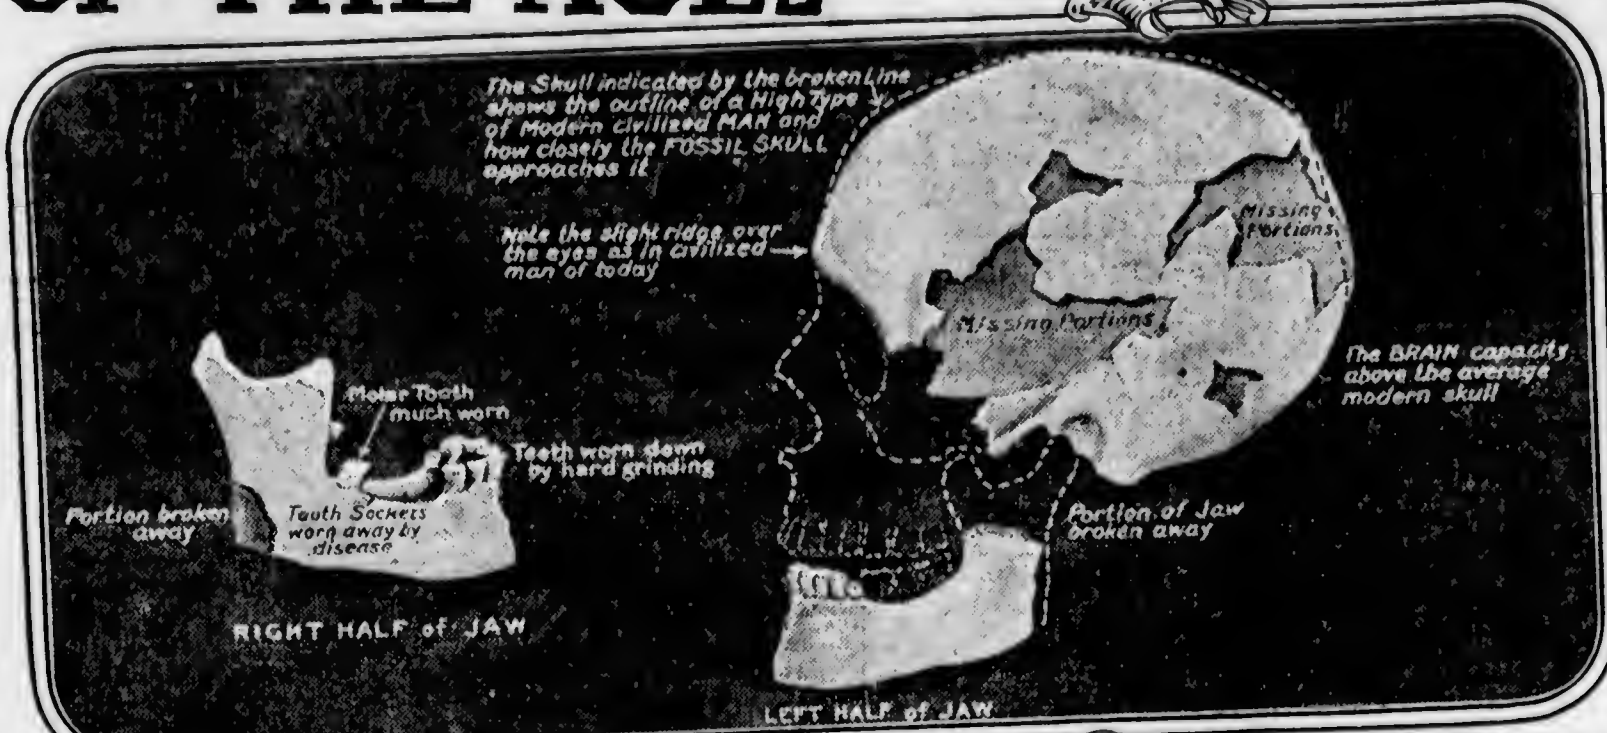 OF THE AGE!
The Skull indicated by the broken Line
shows the outline of a High Type
of Modern civilized MAN and
how closely the FOSSIL SKULL
approaches it
Note the slight ridge over
the eyes as in civilized
man of today
Missing
Portions
Missing Portions
The BRAIN capacity
above the average
modern skull
Molar Tooth
much worn
Teeth worn down
by hard grinding
Portion broken
away
Tooth Sockets
worn away by
disease
Portion of Jaw
broken away
RIGHT HALF of JAW
LEFT HALF of JAW